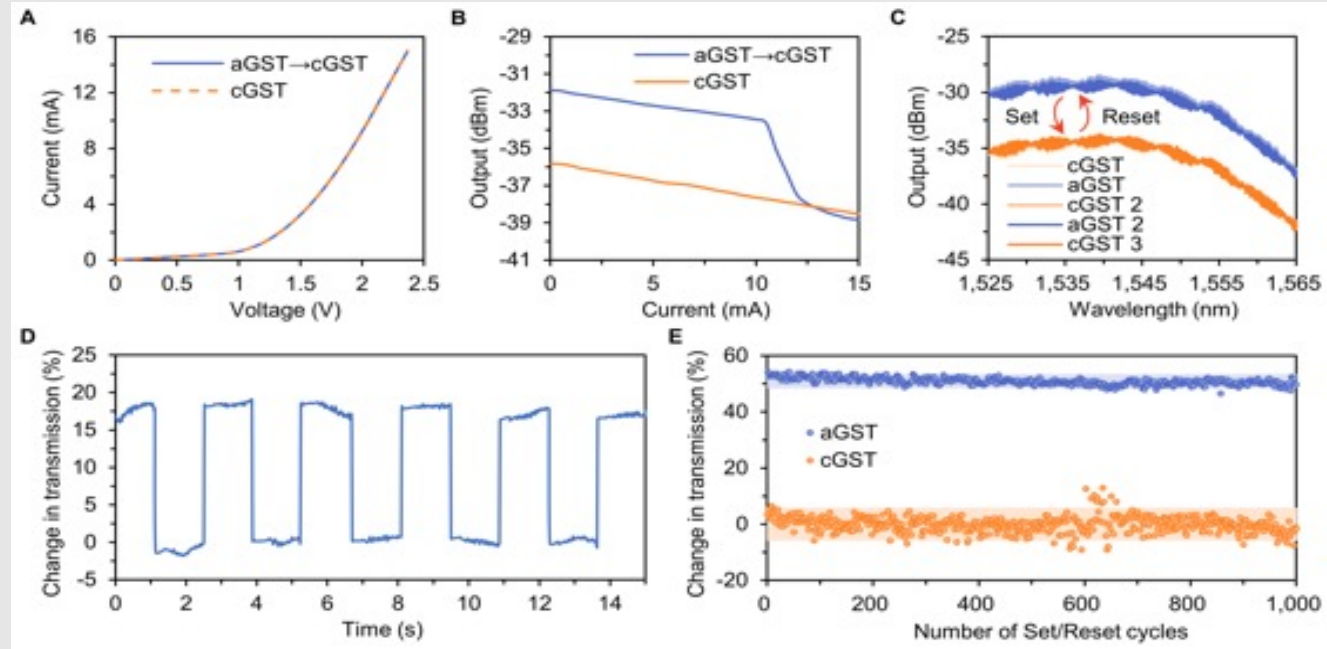 A
Current (mA)
16
12
8
4
0
aGST→cGST
cGST
0
0.5
1
1.5
2
2.5
Voltage (V)
B
Output (dBm)
-29
-31
-33
-35
-37
-39
-41
aGST→cGST
cGST
0
5
10
15
Current (mA)
C
Output (dBm)
-25
-30
-35
-40
-45
Set
Reset
cGST
aGST
cGST 2
aGST 2
cGST 3
1,525
1,535
1,545
1,555
1,565
Wavelength (nm)
D
Change in transmission (%)
25
20
15
10
5
0
-5
0
2
4
6
8
10
12
14
Time (s)
E
Change in transmission (%)
60
40
20
0
-20
aGST
cGST
0
200
400
600
800
1,000
Number of Set/Reset cycles